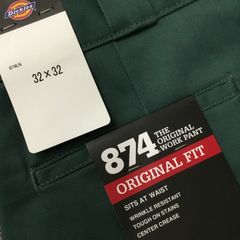 Dickies
874LN
32 X 32
874 THE ORIGINAL WORK PANT
ORIGINAL FIT
SITS AT WAIST
WRINKLE RESISTANT
TOUGH ON STAINS
CENTER CREASE